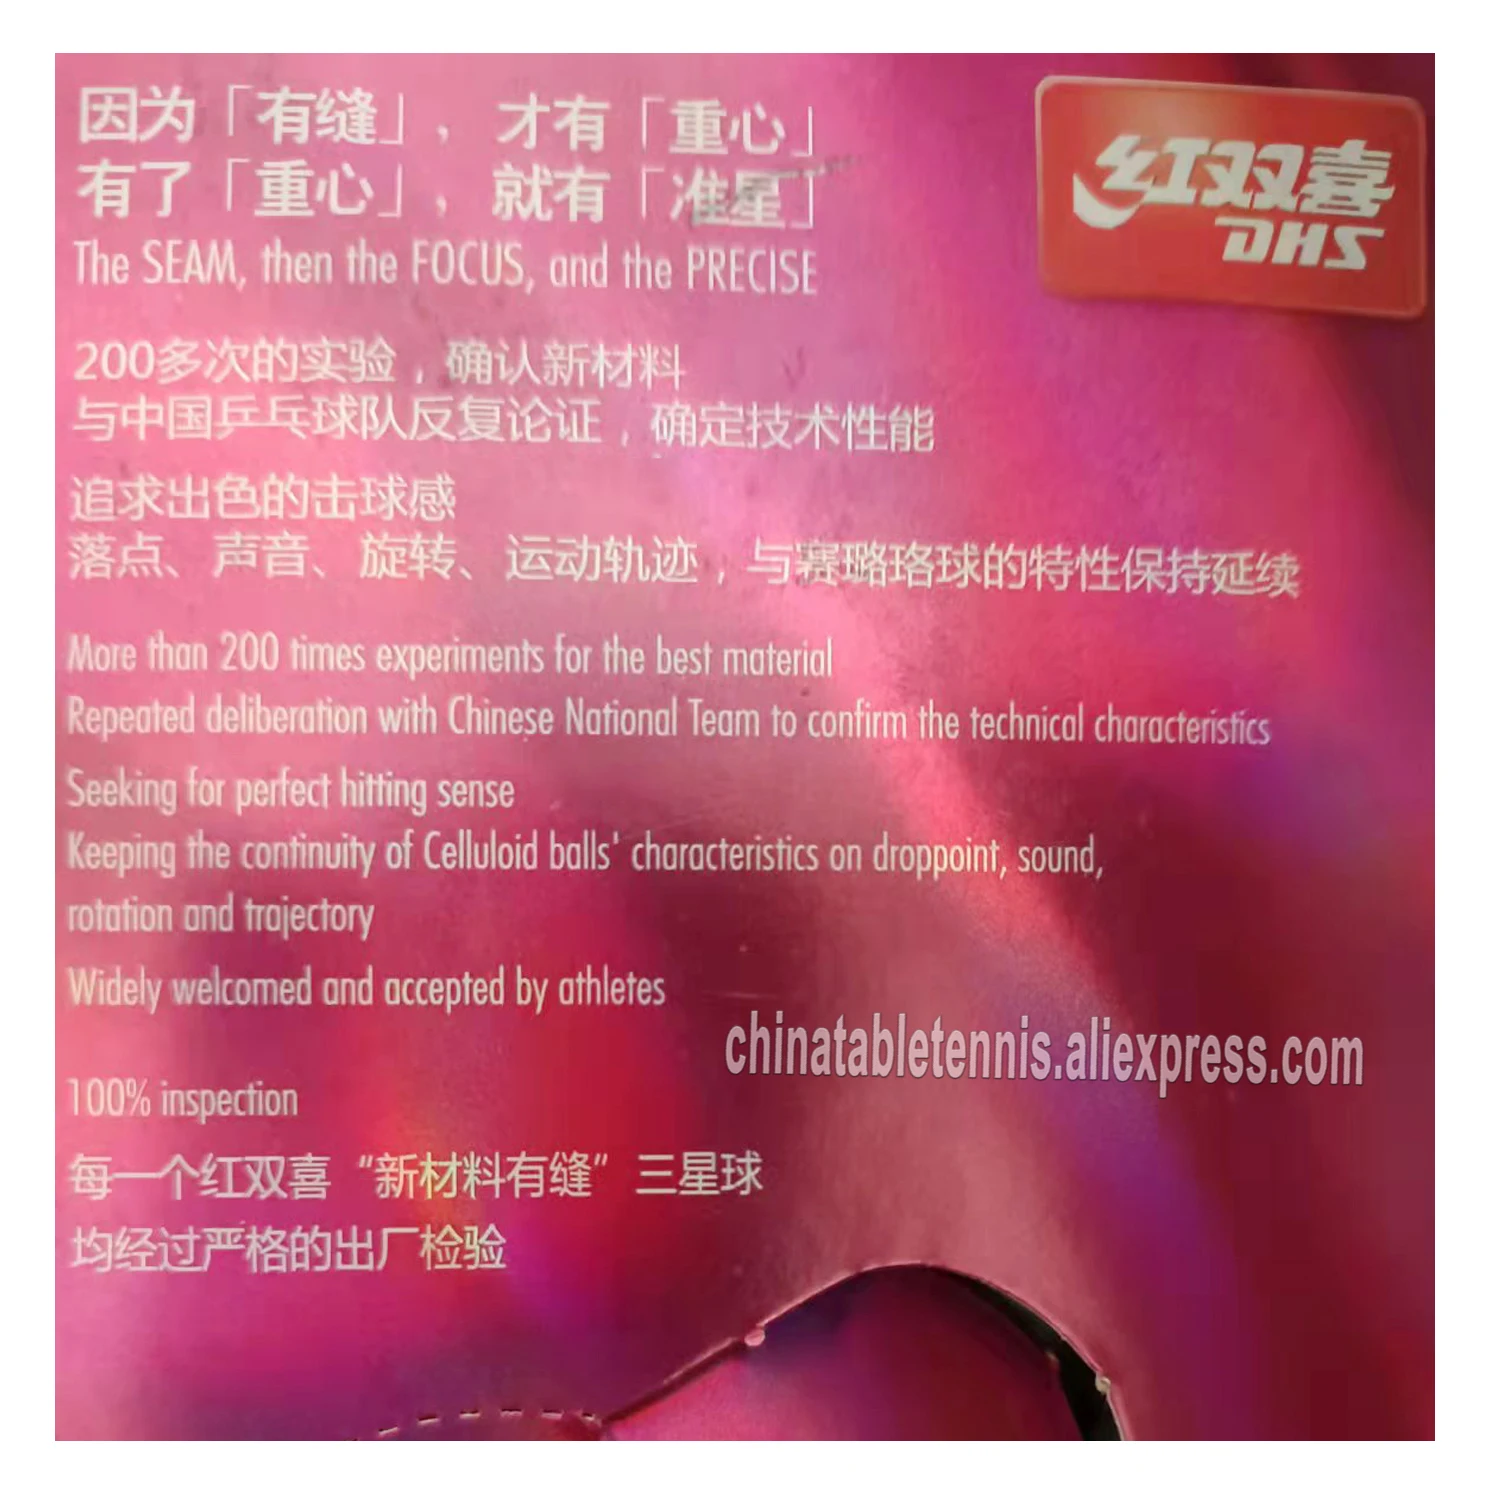 因为「有缝」，才有「重心」
有了「重心」，就有「准星」
The SEAM, then the FOCUS, and the PRECISE
红双喜
DHS
200多次的实验，确认新材料
与中国乒乓球队反复论证，确定技术性能
追求出色的击球感
落点、声音、旋转、运动轨迹，与赛璐珞球的特性保持延续
More than 200 times experiments for the best material
Repeated deliberation with Chinese National Team to confirm the technical characteristics
Seeking for perfect hitting sense
Keeping the continuity of Celluloid balls' characteristics on droppoint, sound,
rotation and trajectory
Widely welcomed and accepted by athletes
chinatabletennis.aliexpress.com
100% inspection
每一个红双喜“新材料有缝”三星球
均经过严格的出厂检验